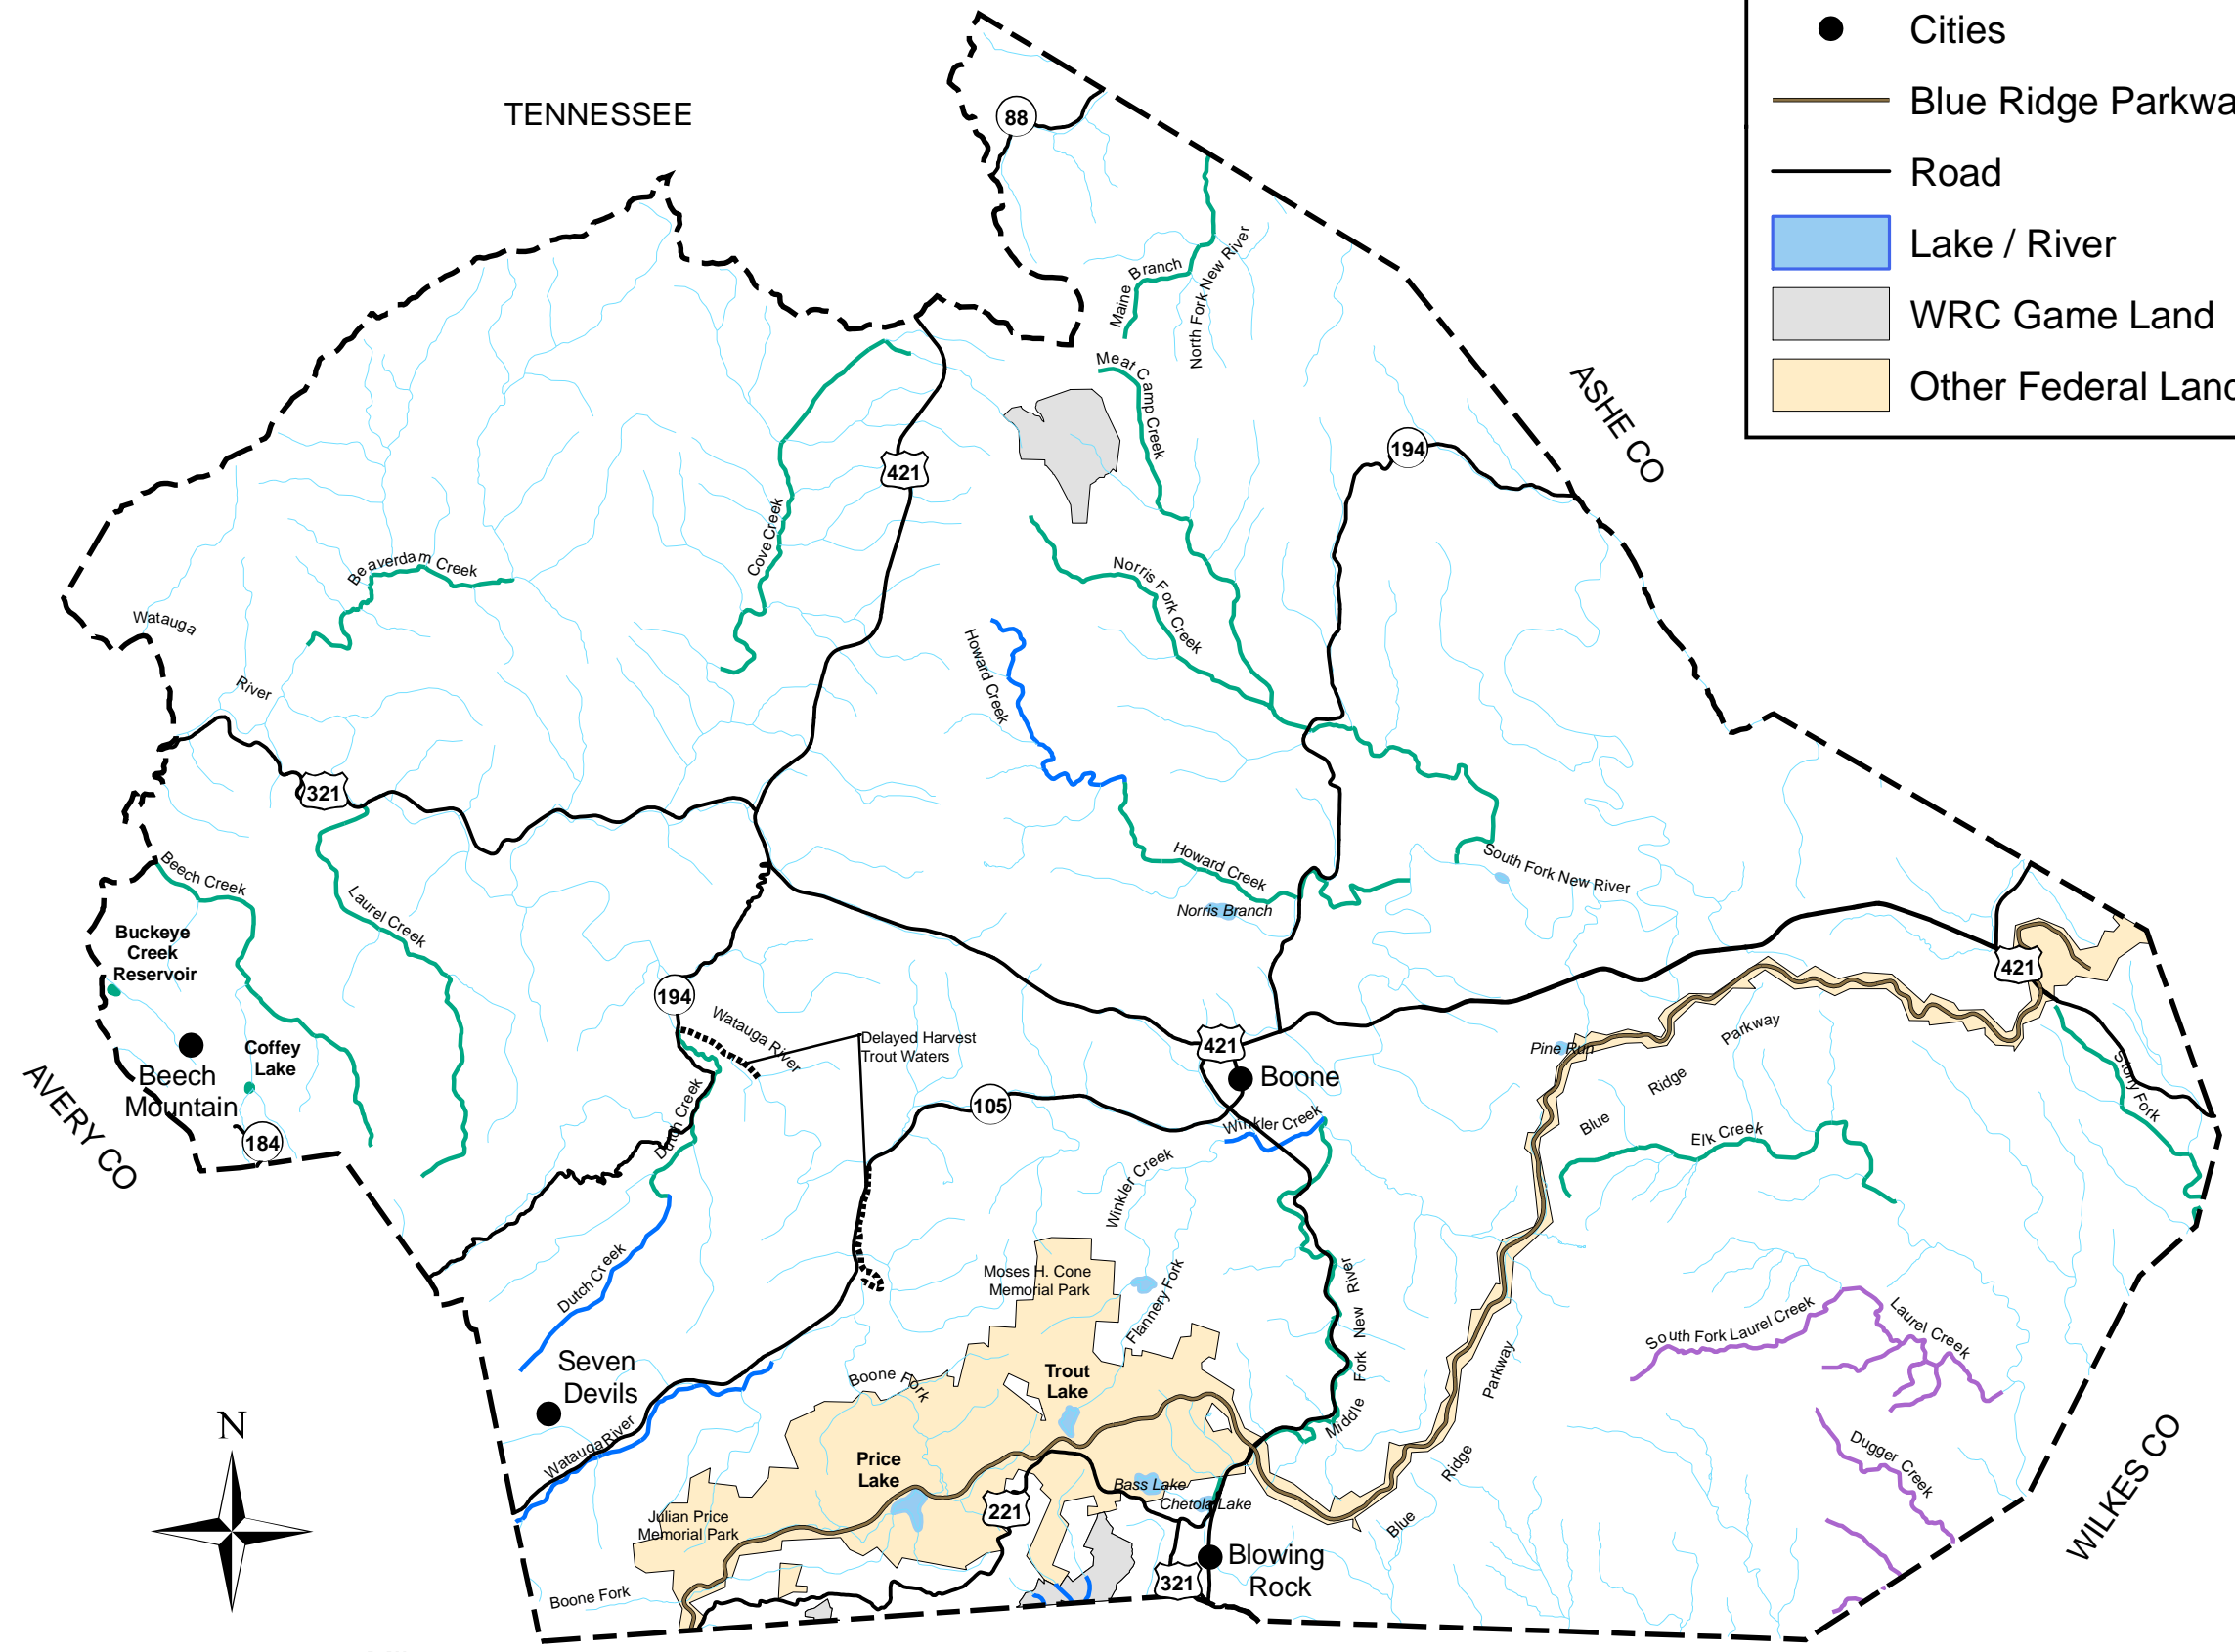 Cities
Blue Ridge Parkwa
Road
Lake / River
WRC Game Land
Other Federal Land
TENNESSEE
88
Maine Branch
North Fork New River
Meat Camp Creek
ASHE CO
194
421
Cove Creek
Beaverdam Creek
Norris Fork Creek
Watauga
River
Howard Creek
321
Howard Creek
South Fork New River
Norris Branch
Beech Creek
Laurel Creek
Buckeye
Creek
Reservoir
421
194
Watauga River
Delayed Harvest
Trout Waters
421
Pine Run
Parkway
Ridge
Blue
Coffey
Lake
Beech
Mountain
Boone
Stony Fork
AVERY CO
184
Dutch Creek
105
Winkler Creek
Elk Creek
Winkler Creek
Dutch Creek
Moses H. Cone
Memorial Park
Flannery Fork
Middle Fork New River
South Fork Laurel Creek
Laurel Creek
Seven
Devils
Boone Fork
Trout
Lake
Parkway
Ridge
Blue
N
Watauga River
Price
Lake
Bass Lake
Chetola Lake
Dugger Creek
WILKES CO
221
Julian Price
Memorial Park
Blowing
Rock
321
Boone Fork